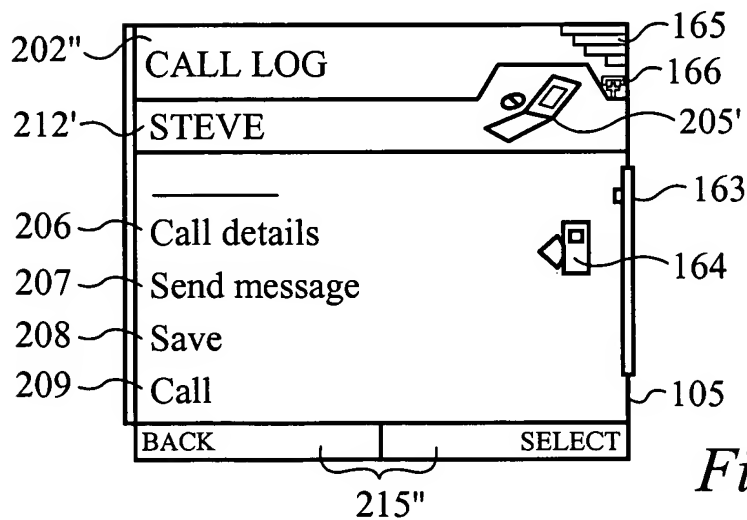 202" CALL LOG 165
166
212' STEVE 205'
163
206 Call details
164
207 Send message
208 Save
209 Call 105
BACK SELECT
215"
Fi